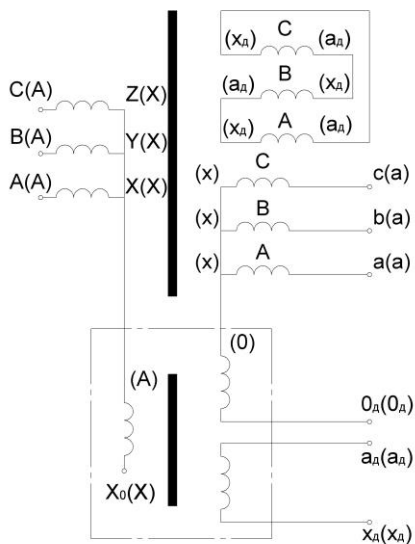 C
(xд) (aд)
C(A) Z(X)
B
(aд) (xд)
B(A) Y(X)
A
(xд) (aд)
A(A) X(X)
C
(x) c(a)
B
(x) b(a)
A
(x) a(a)
(0)
(A)
0д(0д)
aд(aд)
X₀(X)
xд(xд)